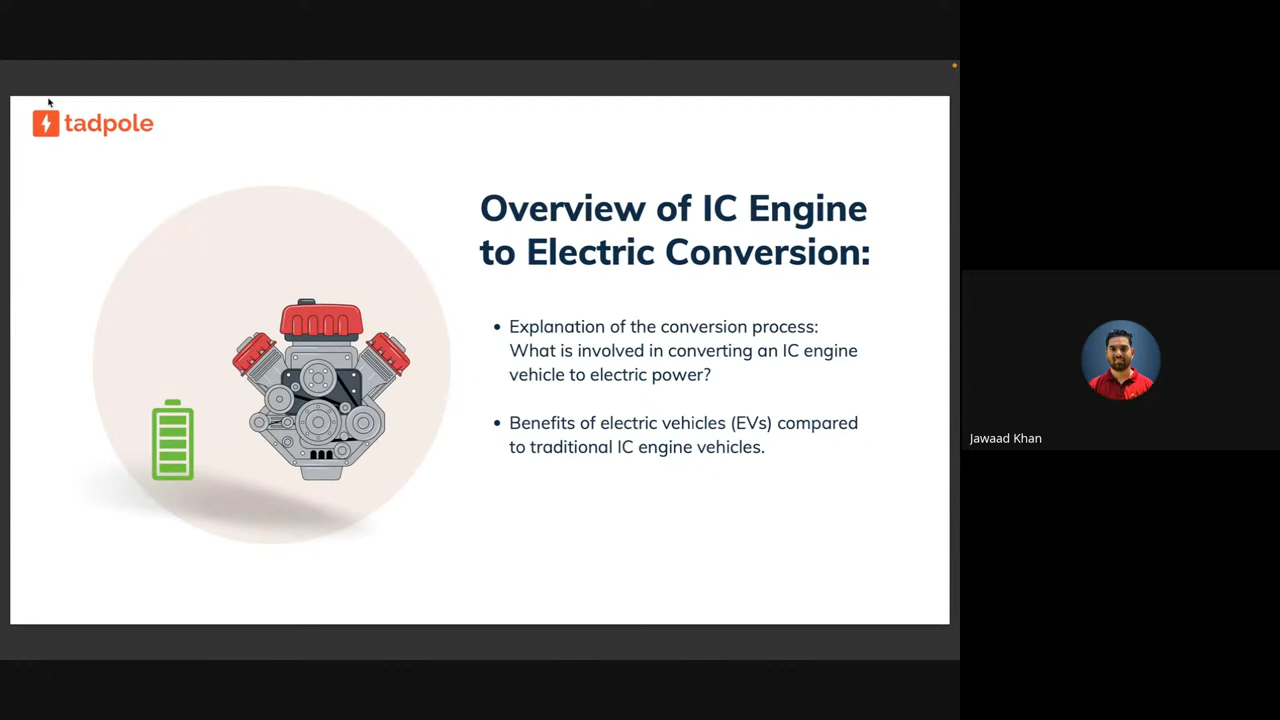 tadpole
Overview of IC Engine
to Electric Conversion:
• Explanation of the conversion process:
What is involved in converting an IC engine
vehicle to electric power?
• Benefits of electric vehicles (EVs) compared
to traditional IC engine vehicles.
Jawaad Khan